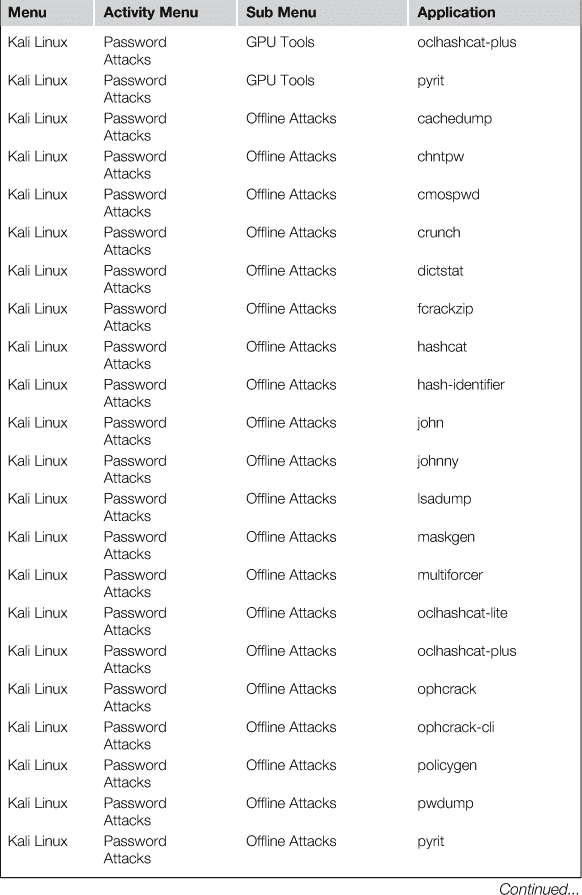 Menu Activity Menu Sub Menu Application
Kali Linux Password Attacks GPU Tools oclhashcat-plus
Kali Linux Password Attacks GPU Tools pyrit
Kali Linux Password Attacks Offline Attacks cachedump
Kali Linux Password Attacks Offline Attacks chntpw
Kali Linux Password Attacks Offline Attacks cmospwd
Kali Linux Password Attacks Offline Attacks crunch
Kali Linux Password Attacks Offline Attacks dictstat
Kali Linux Password Attacks Offline Attacks fcrackzip
Kali Linux Password Attacks Offline Attacks hashcat
Kali Linux Password Attacks Offline Attacks hash-identifier
Kali Linux Password Attacks Offline Attacks john
Kali Linux Password Attacks Offline Attacks johnny
Kali Linux Password Attacks Offline Attacks lsadump
Kali Linux Password Attacks Offline Attacks maskgen
Kali Linux Password Attacks Offline Attacks multiforcer
Kali Linux Password Attacks Offline Attacks oclhashcat-lite
Kali Linux Password Attacks Offline Attacks oclhashcat-plus
Kali Linux Password Attacks Offline Attacks ophcrack
Kali Linux Password Attacks Offline Attacks ophcrack-cli
Kali Linux Password Attacks Offline Attacks policygen
Kali Linux Password Attacks Offline Attacks pwdump
Kali Linux Password Attacks Offline Attacks pyrit
Continued...